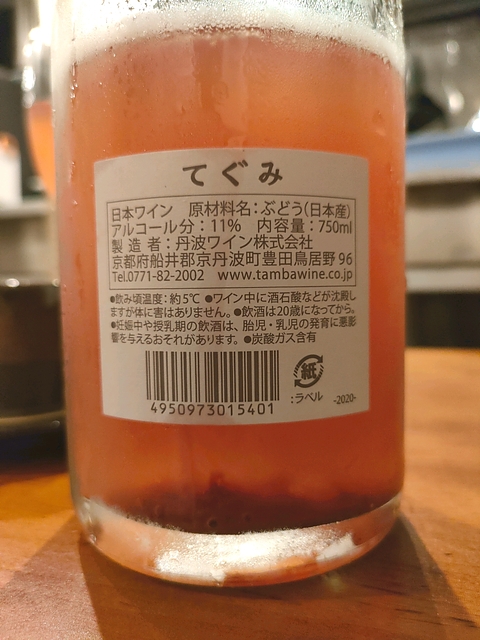 てぐみ
日本ワイン 原材料名：ぶどう（日本産）
アルコール分：11% 内容量：750ml
製造者：丹波ワイン株式会社
京都府船井郡京丹波町豊田鳥居野 96
Tel.0771-82-2002 www.tambawine.co.jp
●飲み頃温度：約5℃ ●ワイン中に酒石酸などが沈殿し
ますが体に害はありません。●飲酒は20歳になってから。
●妊娠中や授乳期の飲酒は、胎児・乳児の発育に悪影
響を与えるおそれがあります。●炭酸ガス含有
紙
：ラベル -2020-
4950973015401